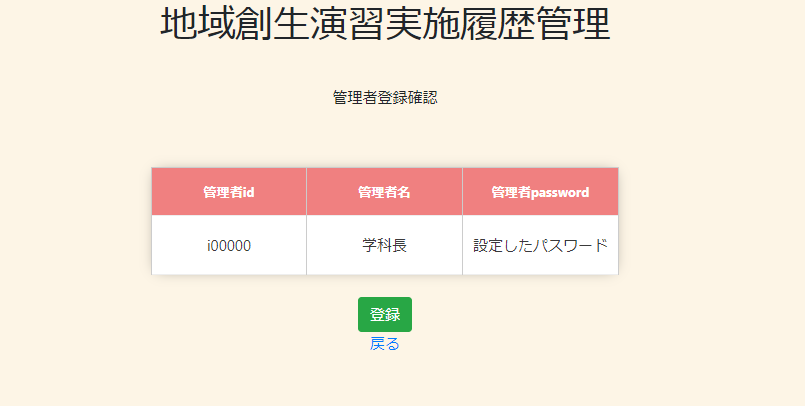 地域創生演習実施履歴管理
管理者登録確認
管理者id 管理者名 管理者password
i00000 学科長 設定したパスワード
登録
戻る